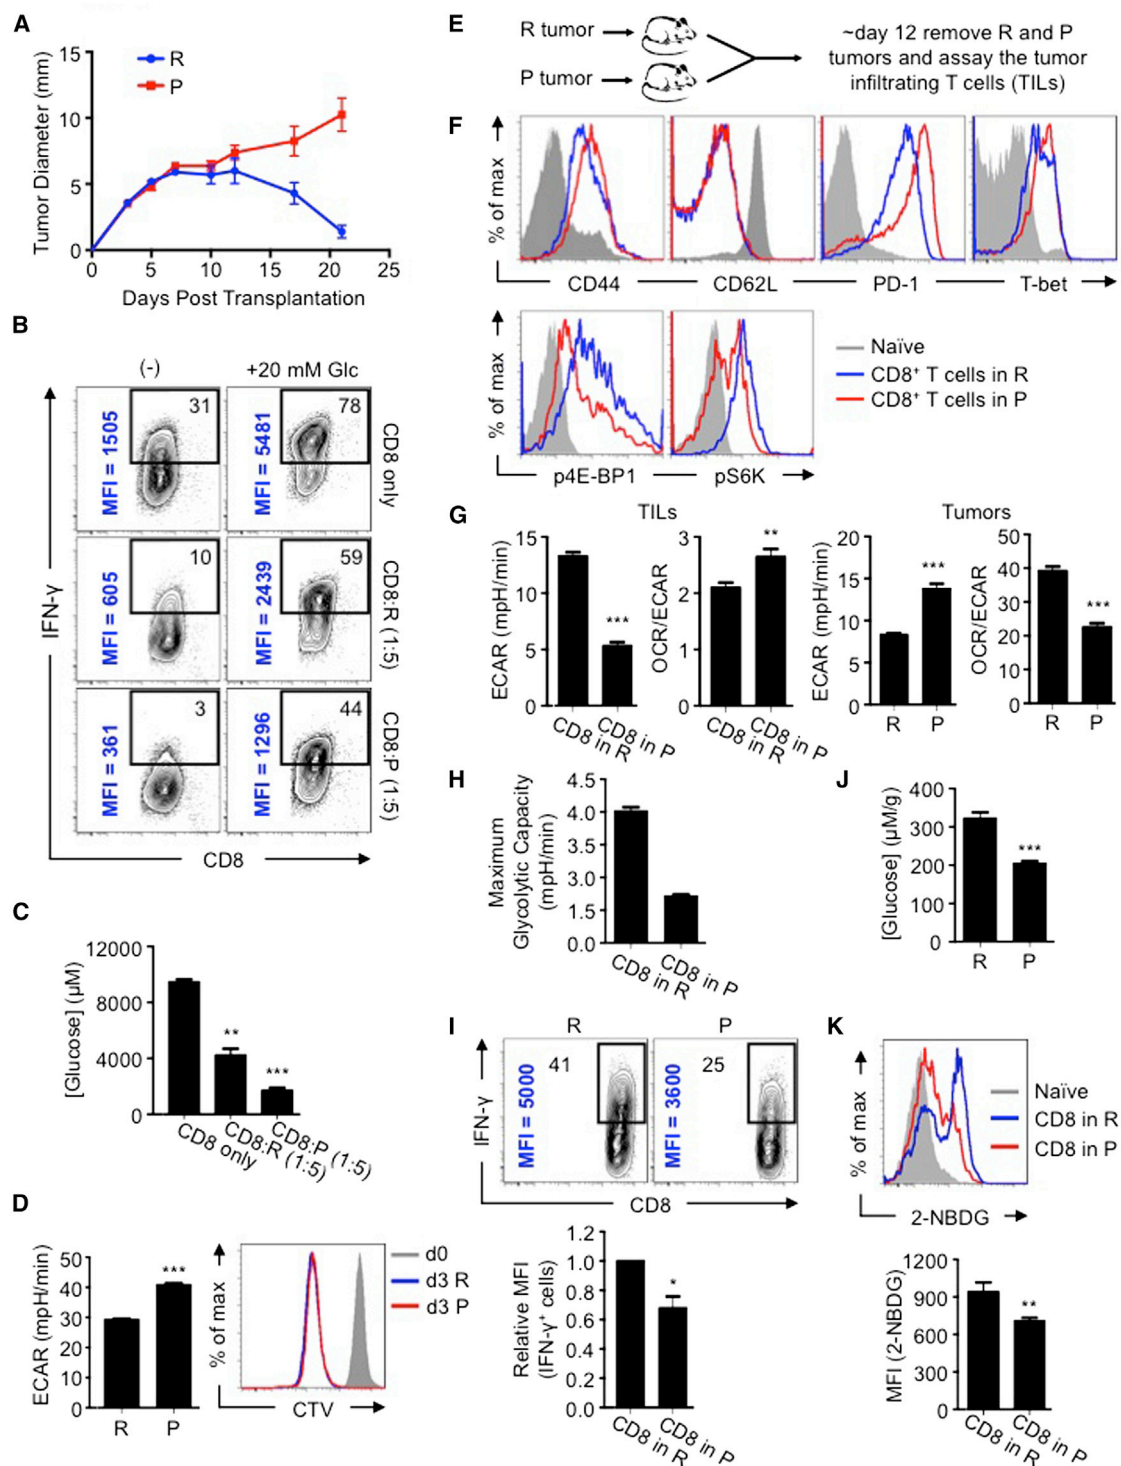 A
Tumor Diameter (mm)
15
10
5
0
R
P
0 5 10 15 20 25
Days Post Transplantation
B
(-)
+20 mM Glc
IFN-γ
MFI = 1505
31
MFI = 5481
78
CD8 only
MFI = 605
10
MFI = 2439
59
CD8:R (1:5)
MFI = 361
3
MFI = 1296
44
CD8:P (1:5)
CD8
C
[Glucose] (µM)
12000
8000
4000
0
**
***
CD8 only
CD8:R (1:5)
CD8:P (1:5)
D
ECAR (mpH/min)
50
40
30
20
10
0
***
R P
% of max
CTV
d0
d3 R
d3 P
E
R tumor
P tumor
~day 12 remove R and P
tumors and assay the tumor
infiltrating T cells (TILs)
F
% of max
CD44 CD62L PD-1 T-bet
% of max
p4E-BP1 pS6K
Naïve
CD8+ T cells in R
CD8+ T cells in P
G
TILs
Tumors
ECAR (mpH/min)
15
10
5
0
***
CD8 in R
CD8 in P
OCR/ECAR
3
2
1
0
**
CD8 in R
CD8 in P
ECAR (mpH/min)
20
15
10
5
0
***
R P
OCR/ECAR
50
40
30
20
10
0
***
R P
H
Maximum
Glycolytic Capacity
(mpH/min)
4.5
4.0
3.5
3.0
1.5
0.0
CD8 in R
CD8 in P
J
[Glucose] (µM/g)
400
300
200
100
0
***
R P
I
R
P
IFN-γ
MFI = 5000
41
MFI = 3600
25
CD8
Relative MFI
(IFN-γ+ cells)
1.2
1.0
0.8
0.6
0.4
0.2
0.0
*
CD8 in R
CD8 in P
K
% of max
2-NBDG
Naïve
CD8 in R
CD8 in P
MFI (2-NBDG)
900
600
300
0
**
CD8 in R
CD8 in P